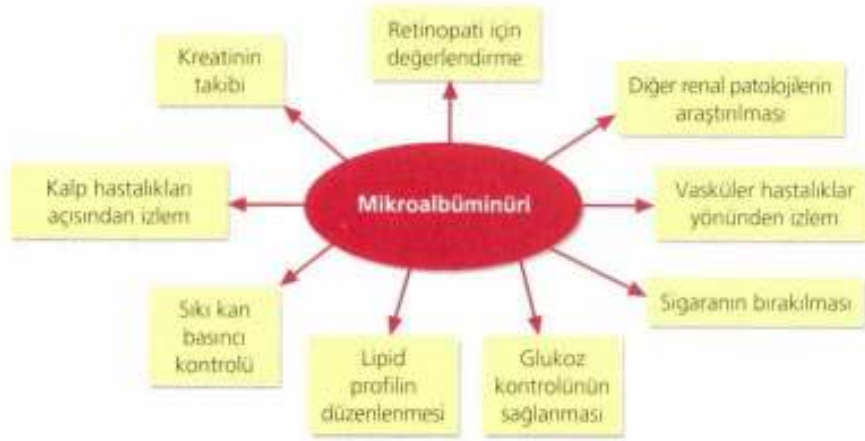 Retinopati için
değerlendirme
Kreatinin
takibi
Diğer renal patolojilerin
araştırılması
Kalp hastalıkları
açısından izlem
Mikroalbüminüri
Vasküler hastalıklar
yönünden izlem
Sıkı kan
basıncı
kontrolü
Lipid
profilin
düzenlenmesi
Glukoz
kontrolünün
sağlanması
Sigaranın bırakılması